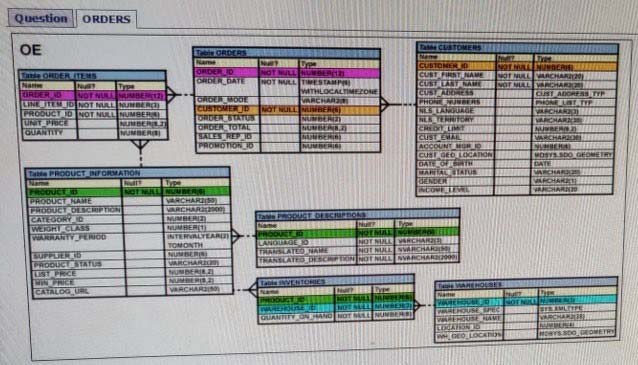 Question ORDERS
OE
Table ORDER_ITEMS
Name Null? Type
ORDER_ID NOT NULL NUMBER(12)
LINE_ITEM_ID NOT NULL NUMBER(3)
PRODUCT_ID NOT NULL NUMBER(6)
UNIT_PRICE NUMBER(8,2)
QUANTITY NUMBER(8)
Table ORDERS
Name Null? Type
ORDER_ID NOT NULL NUMBER(12)
ORDER_DATE NOT NULL TIMESTAMP(6)
WITHLOCALTIMEZONE
ORDER_MODE VARCHAR2(8)
CUSTOMER_ID NOT NULL NUMBER(6)
ORDER_STATUS NUMBER(2)
ORDER_TOTAL NUMBER(8,2)
SALES_REP_ID NUMBER(6)
PROMOTION_ID NUMBER(6)
Table CUSTOMERS
Name Null? Type
CUSTOMER_ID NOT NULL NUMBER(6)
CUST_FIRST_NAME NOT NULL VARCHAR2(20)
CUST_LAST_NAME NOT NULL VARCHAR2(20)
CUST_ADDRESS CUST_ADDRESS_TYP
PHONE_NUMBERS PHONE_LIST_TYP
NLS_LANGUAGE VARCHAR2(3)
NLS_TERRITORY VARCHAR2(30)
CREDIT_LIMIT NUMBER(9,2)
CUST_EMAIL VARCHAR2(30)
ACCOUNT_MGR_ID NUMBER(6)
CUST_GEO_LOCATION MDSYS.SDO_GEOMETRY
DATE_OF_BIRTH DATE
MARITAL_STATUS VARCHAR2(20)
GENDER VARCHAR2(1)
INCOME_LEVEL VARCHAR2(20
Table PRODUCT_INFORMATION
Name Null? Type
PRODUCT_ID NOT NULL NUMBER(6)
PRODUCT_NAME VARCHAR2(50)
PRODUCT_DESCRIPTION VARCHAR2(2000)
CATEGORY_ID NUMBER(2)
WEIGHT_CLASS NUMBER(1)
WARRANTY_PERIOD INTERVALYEAR(2)
TOMONTH
SUPPLIER_ID NUMBER(6)
PRODUCT_STATUS VARCHAR2(20)
LIST_PRICE NUMBER(8,2)
MIN_PRICE NUMBER(8,2)
CATALOG_URL VARCHAR2(50)
Table PRODUCT_DESCRIPTIONS
Name Null? Type
PRODUCT_ID NOT NULL NUMBER(6)
LANGUAGE_ID NOT NULL VARCHAR2(3)
TRANSLATED_NAME NOT NULL NVARCHAR2(50)
TRANSLATED_DESCRIPTION NOT NULL NVARCHAR2(2000)
Table INVENTORIES
Name Null? Type
PRODUCT_ID NOT NULL NUMBER(6)
WAREHOUSE_ID NOT NULL NUMBER(3)
QUANTITY_ON_HAND NOT NULL NUMBER(8)
Table WAREHOUSES
Name Null? Type
WAREHOUSE_ID NOT NULL NUMBER(3)
WAREHOUSE_SPEC SYS.XMLTYPE
WAREHOUSE_NAME VARCHAR2(35)
LOCATION_ID NUMBER(4)
WH_GEO_LOCATION MDSYS.SDO_GEOMETRY